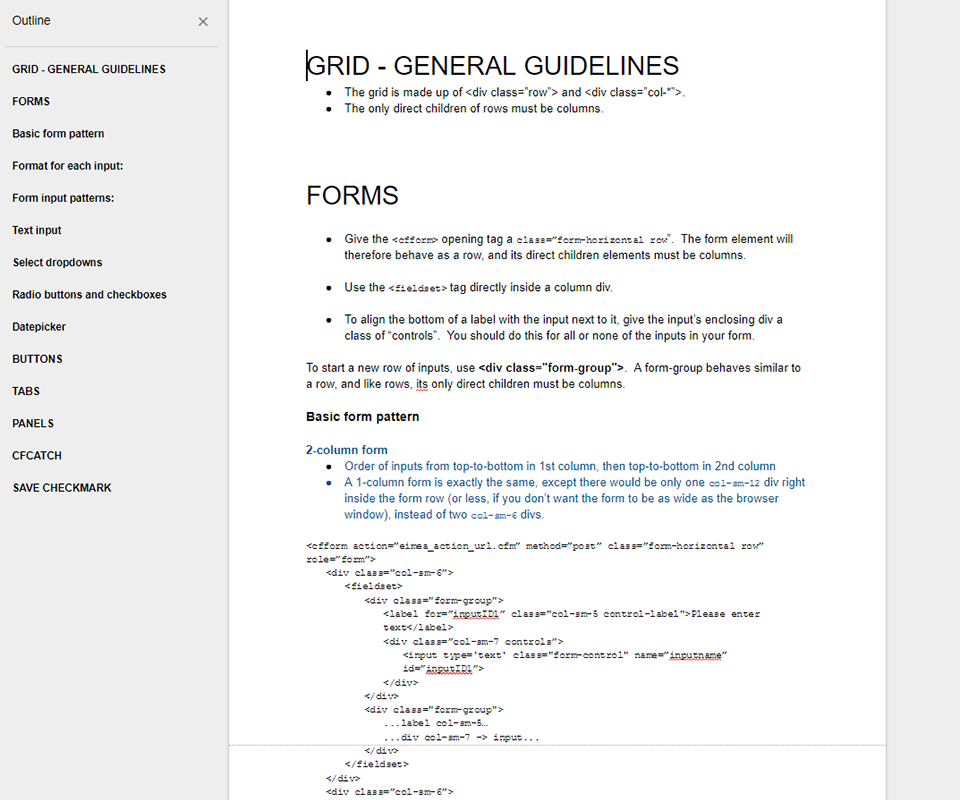 Outline
GRID - GENERAL GUIDELINES
FORMS
Basic form pattern
Format for each input:
Form input patterns:
Text input
Select dropdowns
Radio buttons and checkboxes
Datepicker
BUTTONS
TABS
PANELS
CFCATCH
SAVE CHECKMARK
GRID - GENERAL GUIDELINES
● The grid is made up of <div class="row"> and <div class="col-*">.
● The only direct children of rows must be columns.
FORMS
● Give the <cfform> opening tag a class="form-horizontal row". The form element will
therefore behave as a row, and its direct children elements must be columns.
● Use the <fieldset> tag directly inside a column div.
● To align the bottom of a label with the input next to it, give the input's enclosing div a
class of "controls". You should do this for all or none of the inputs in your form.
To start a new row of inputs, use <div class="form-group">. A form-group behaves similar to
a row, and like rows, its only direct children must be columns.
Basic form pattern
2-column form
● Order of inputs from top-to-bottom in 1st column, then top-to-bottom in 2nd column
● A 1-column form is exactly the same, except there would be only one col-sm-12 div right
inside the form row (or less, if you don't want the form to be as wide as the browser
window), instead of two col-sm-6 divs.
<cfform action="eimea_action_url.cfm" method="post" class="form-horizontal row"
role="form">
<div class="col-sm-6">
<fieldset>
<div class="form-group">
<label for="inputID1" class="col-sm-5 control-label">Please enter
text</label>
<div class="col-sm-7 controls">
<input type='text' class="form-control" name="inputname"
id="inputID1">
</div>
</div>
<div class="form-group">
...label col-sm-5…
...div col-sm-7 -> input...
</div>
</fieldset>
</div>
<div class="col-sm-6">